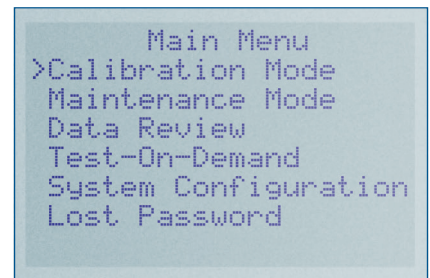 Main Menu
>Calibration Mode
Maintenance Mode
Data Review
Test-On-Demand
System Configuration
Lost Password